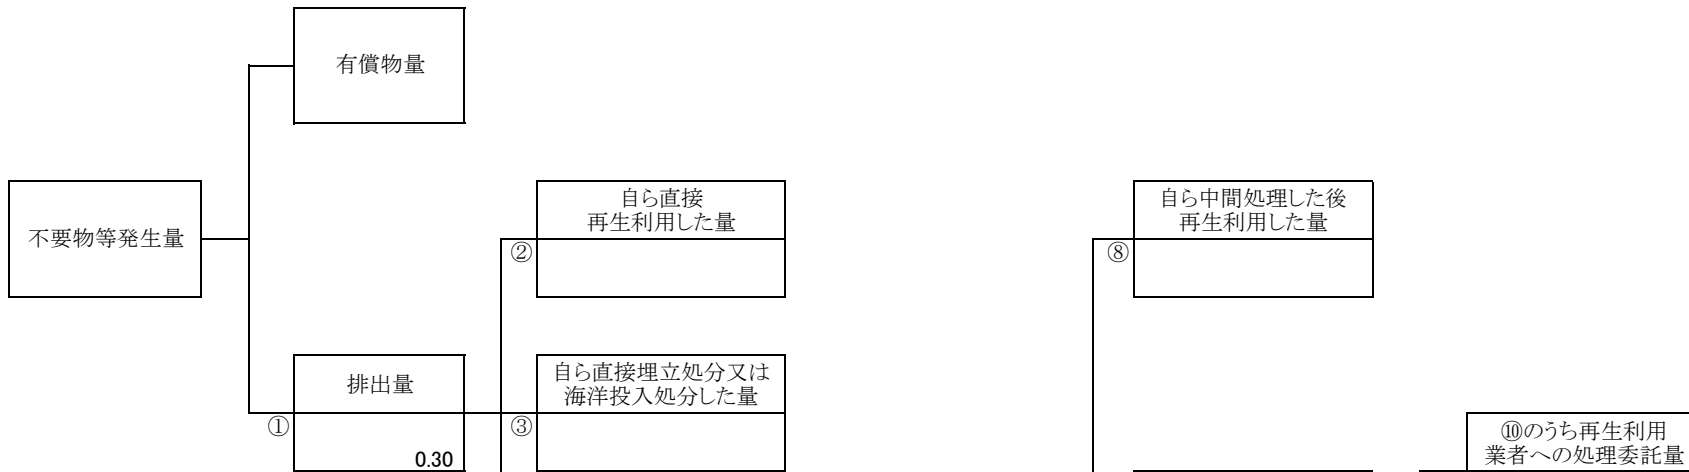 有償物量
不要物等発生量
自ら直接
再生利用した量
②
自ら中間処理した後
再生利用した量
⑧
排出量
①
0.30
自ら直接埋立処分又は
海洋投入処分した量
③
⑩のうち再生利用
業者への処理委託量